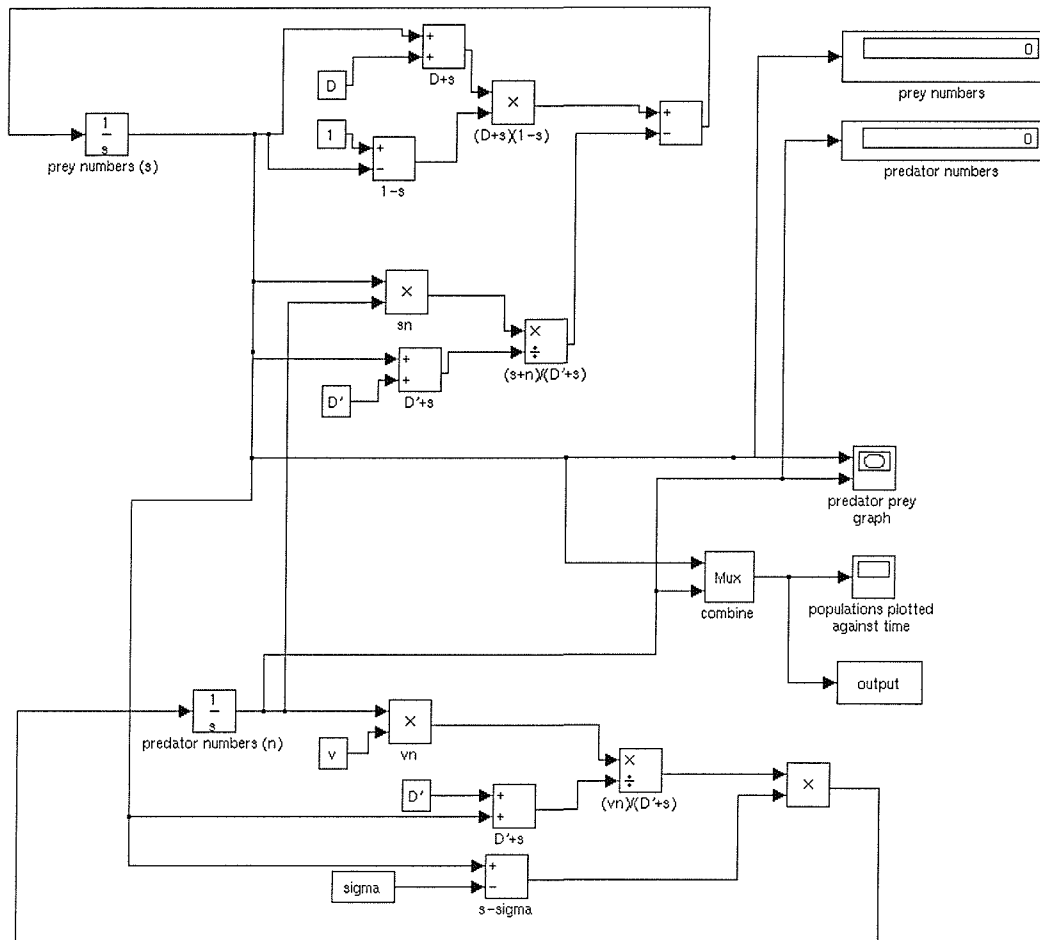 +
+
D
D+s
×
(D+s)(1-s)
+
-
0
prey numbers
1
s
prey numbers (s)
1
+
-
1-s
0
predator numbers
×
sn
×
÷
(s+n)/(D'+s)
+
+
D'
D'+s
predator prey
graph
Mux
combine
populations plotted
against time
output
1
s
predator numbers (n)
×
v
vn
×
÷
(vn)/(D'+s)
×
D'
+
+
D'+s
sigma
+
-
s-sigma